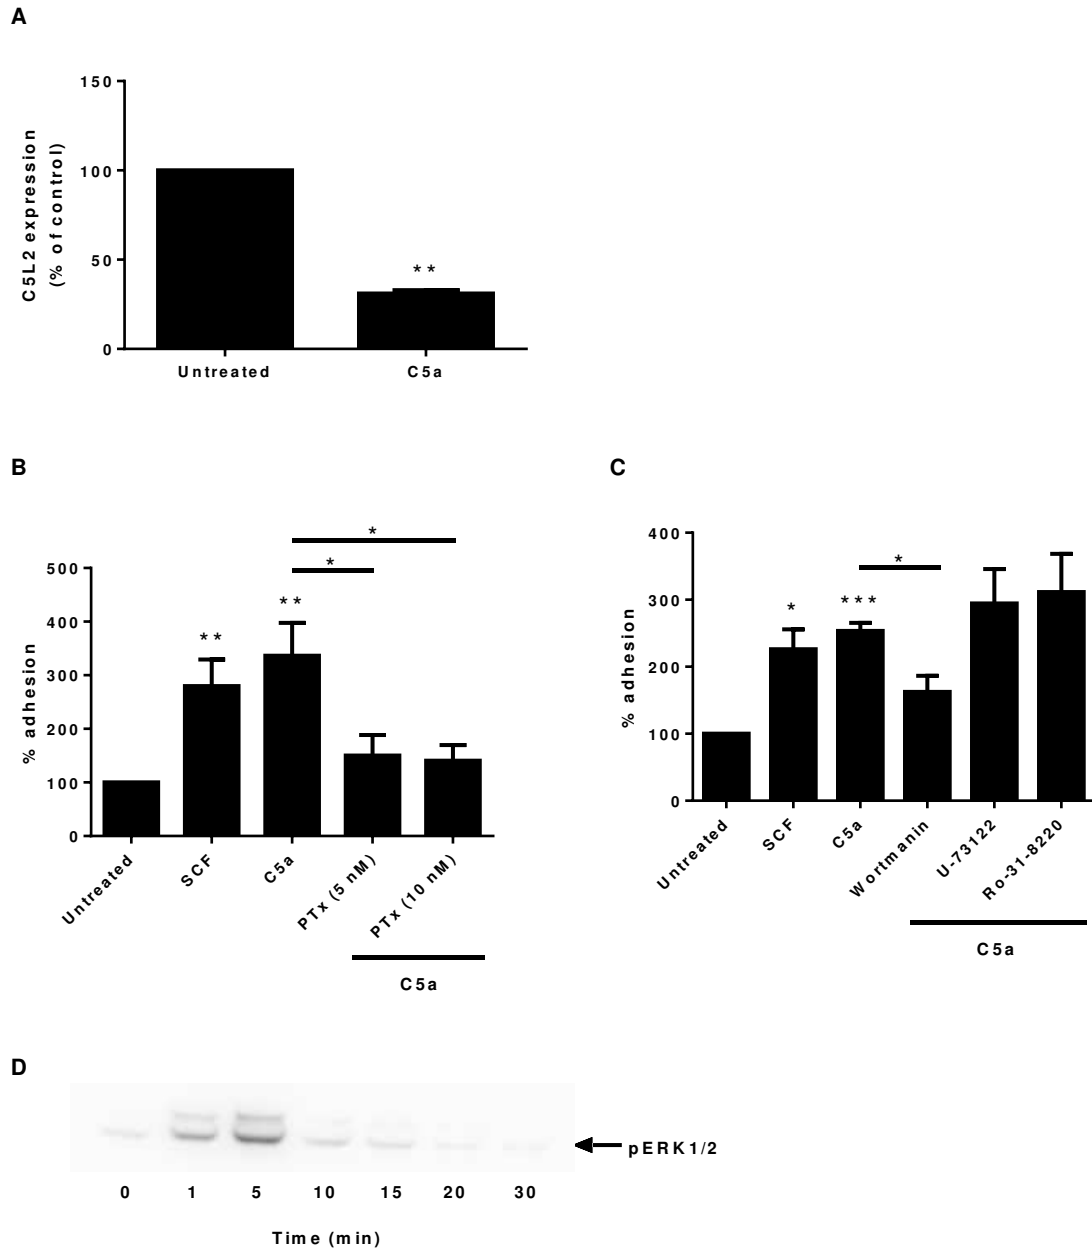 A
150
100
50
0
C5L2 expression
(% of control)
**
Untreated
C5a
B
500
400
300
200
100
0
% adhesion
**
**
*
*
Untreated
SCF
C5a
PTx (5 nM)
PTx (10 nM)
C5a
C
400
300
200
100
0
% adhesion
*
***
*
Untreated
SCF
C5a
Wortmanin
U-73122
Ro-31-8220
C5a
D
pERK1/2
0 1 5 10 15 20 30
Time (min)